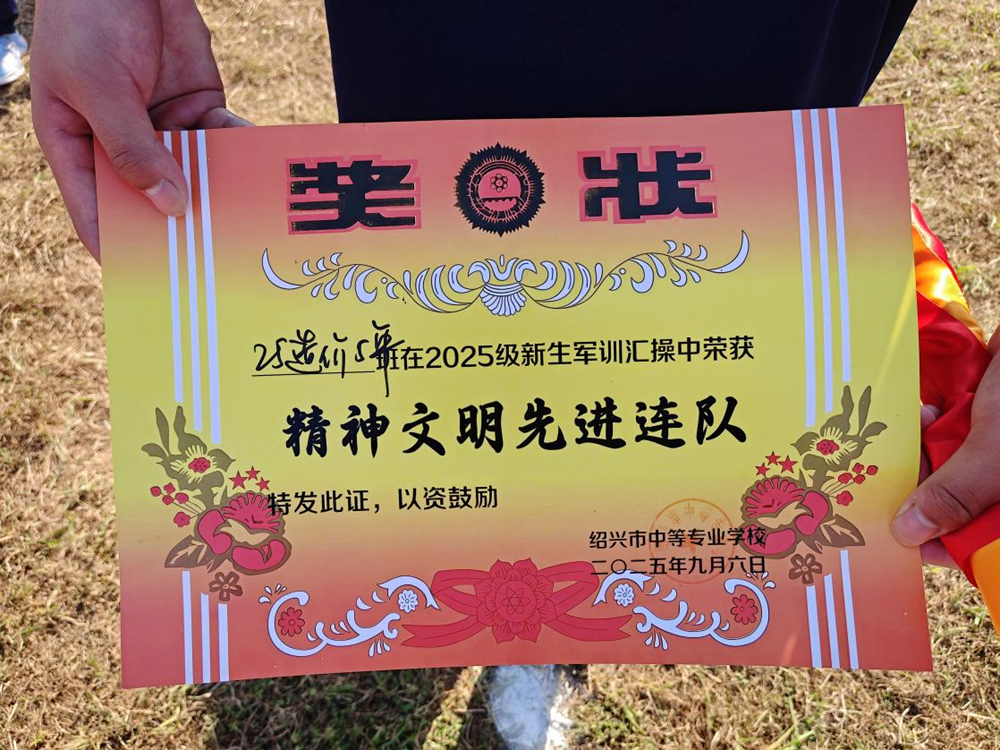 奖 状
25造价5年班在2025级新生军训汇操中荣获
精神文明先进连队
特发此证，以资鼓励
绍兴市中等专业学校
二〇二五年九月六日